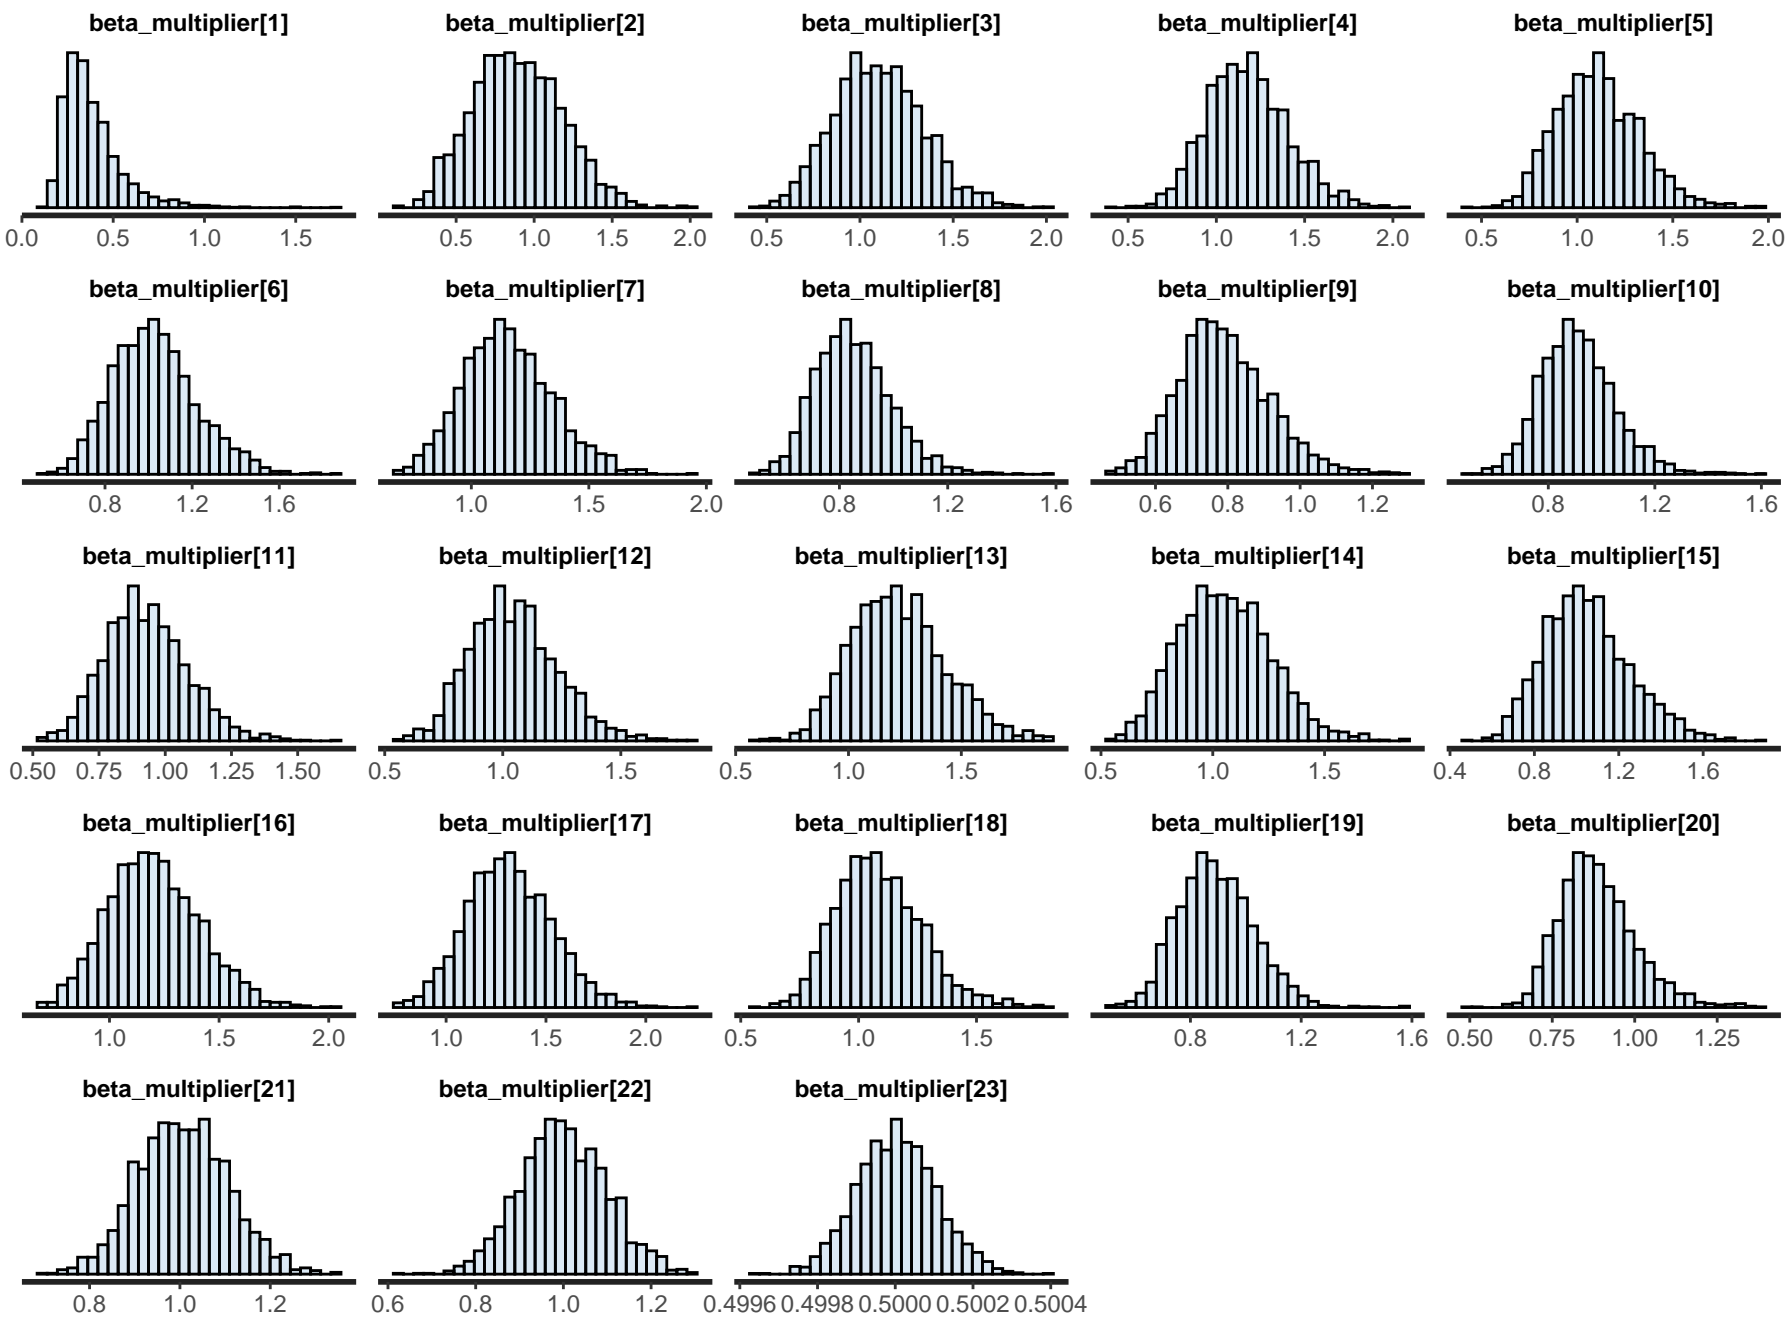 beta_multiplier[1] beta_multiplier[2] beta_multiplier[3] beta_multiplier[4] beta_multiplier[5]
0.0 0.5 1.0 1.5 0.5 1.0 1.5 2.0 0.5 1.0 1.5 2.0 0.5 1.0 1.5 2.0 0.5 1.0 1.5 2.0
beta_multiplier[6] beta_multiplier[7] beta_multiplier[8] beta_multiplier[9] beta_multiplier[10]
0.8 1.2 1.6 1.0 1.5 2.0 0.8 1.2 1.6 0.6 0.8 1.0 1.2 0.8 1.2 1.6
beta_multiplier[11] beta_multiplier[12] beta_multiplier[13] beta_multiplier[14] beta_multiplier[15]
0.50 0.75 1.00 1.25 1.50 0.5 1.0 1.5 0.5 1.0 1.5 0.5 1.0 1.5 0.4 0.8 1.2 1.6
beta_multiplier[16] beta_multiplier[17] beta_multiplier[18] beta_multiplier[19] beta_multiplier[20]
1.0 1.5 2.0 1.0 1.5 2.0 0.5 1.0 1.5 0.8 1.2 1.6 0.50 0.75 1.00 1.25
beta_multiplier[21] beta_multiplier[22] beta_multiplier[23]
0.8 1.0 1.2 0.6 0.8 1.0 1.2 0.4996 0.4998 0.5000 0.5002 0.5004